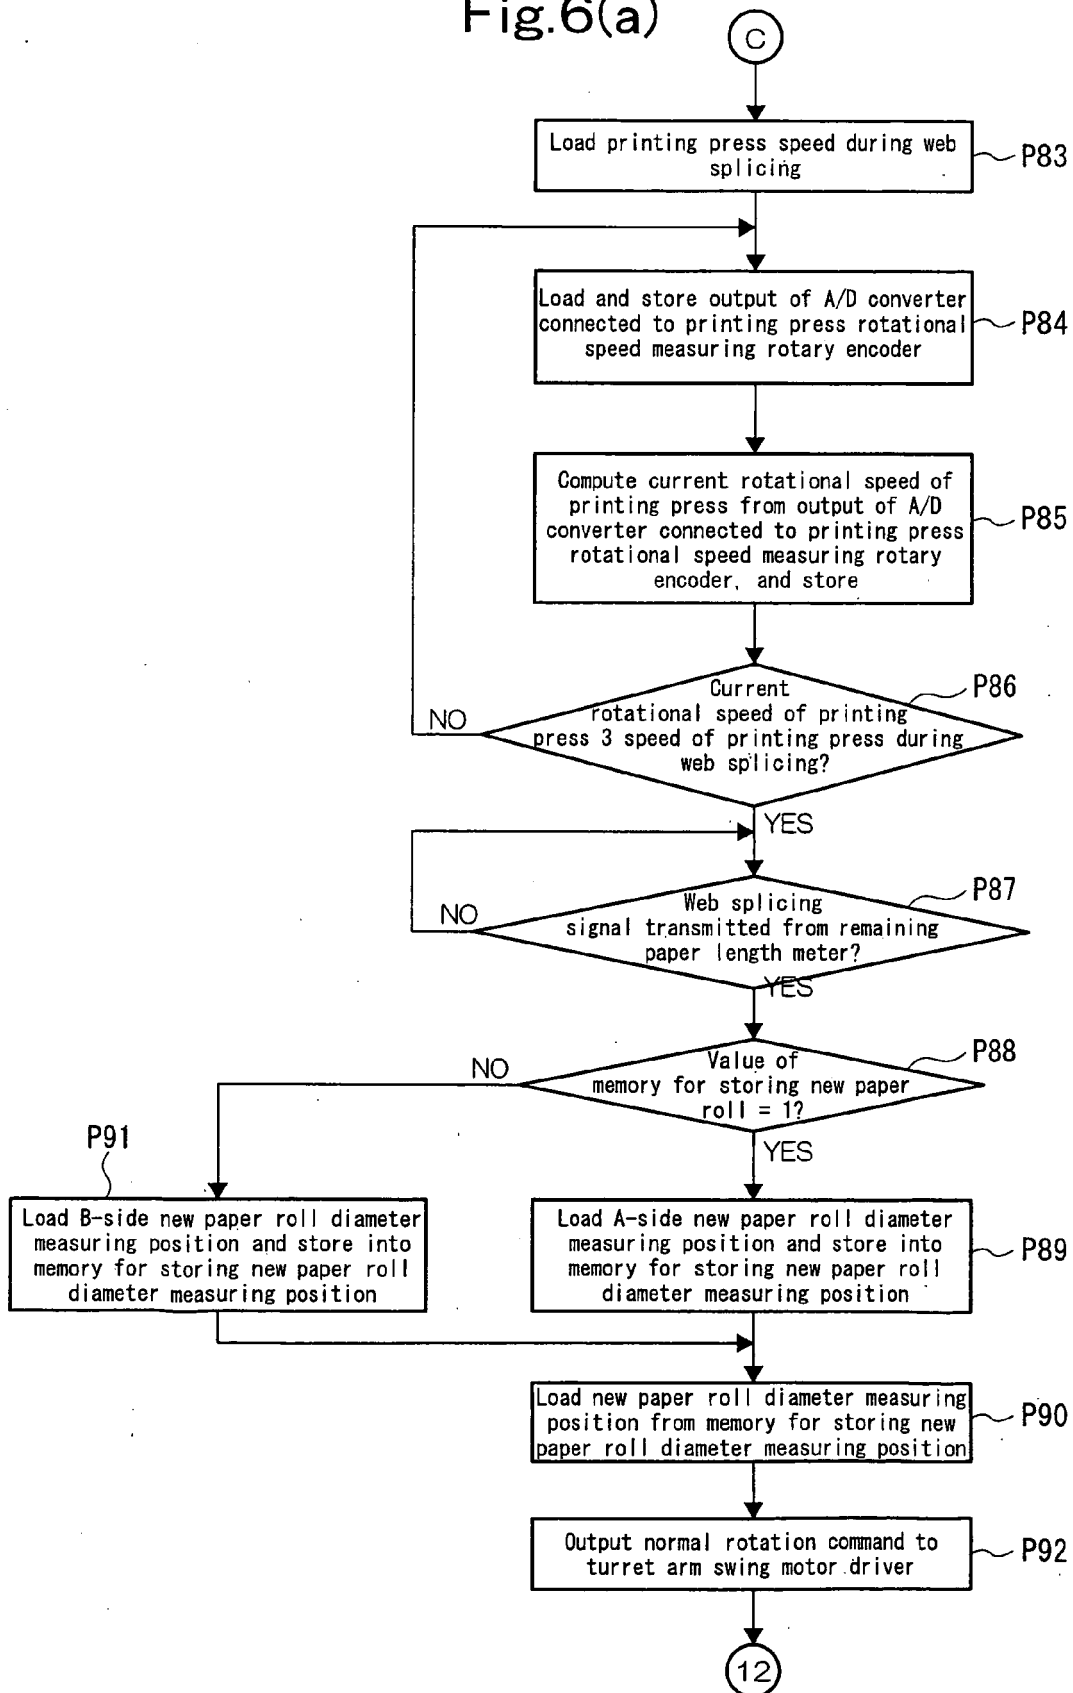 Fig.6(a)
C
Load printing press speed during web
splicing
P83
Load and store output of A/D converter
connected to printing press rotational
speed measuring rotary encoder
P84
Compute current rotational speed of
printing press from output of A/D
converter connected to printing press
rotational speed measuring rotary
encoder, and store
P85
Current
rotational speed of printing
press 3 speed of printing press during
web splicing?
P86
NO
YES
Web splicing
signal transmitted from remaining
paper length meter?
P87
NO
YES
Value of
memory for storing new paper
roll = 1?
P88
NO
YES
P91
Load B-side new paper roll diameter
measuring position and store into
memory for storing new paper roll
diameter measuring position
Load A-side new paper roll diameter
measuring position and store into
memory for storing new paper roll
diameter measuring position
P89
Load new paper roll diameter measuring
position from memory for storing new
paper roll diameter measuring position
P90
Output normal rotation command to
turret arm swing motor driver
P92
12